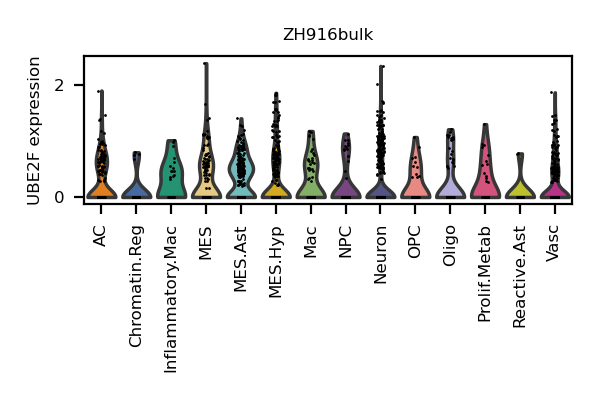 ZH916bulk
UBE2F expression
2
0
AC
Chromatin.Reg
Inflammatory.Mac
MES
MES.Ast
MES.Hyp
Mac
NPC
Neuron
OPC
Oligo
Prolif.Metab
Reactive.Ast
Vasc